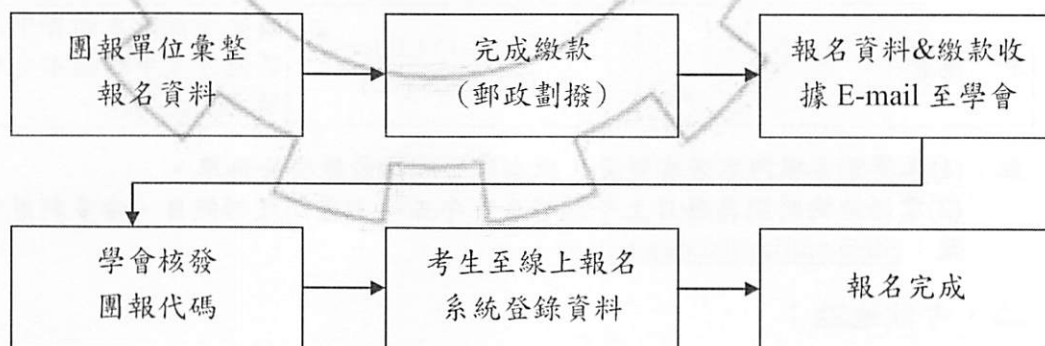 團報單位彙整
報名資料
完成繳款
(郵政劃撥)
報名資料&繳款收
據 E-mail 至學會
學會核發
團報代碼
考生至線上報名
系統登錄資料
報名完成